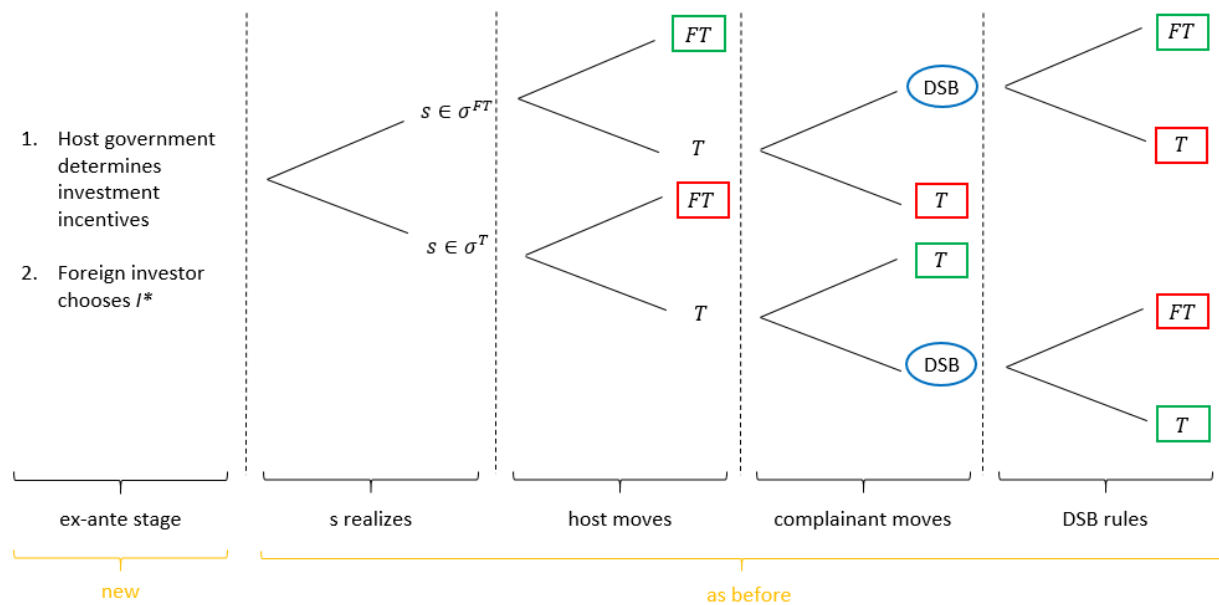 1. Host government
determines
investment
incentives
2. Foreign investor
chooses I*
s ∈ σ^FT
s ∈ σ^T
FT
T
FT
T
DSB
T
T
DSB
FT
T
FT
T
ex-ante stage
s realizes
host moves
complainant moves
DSB rules
new
as before